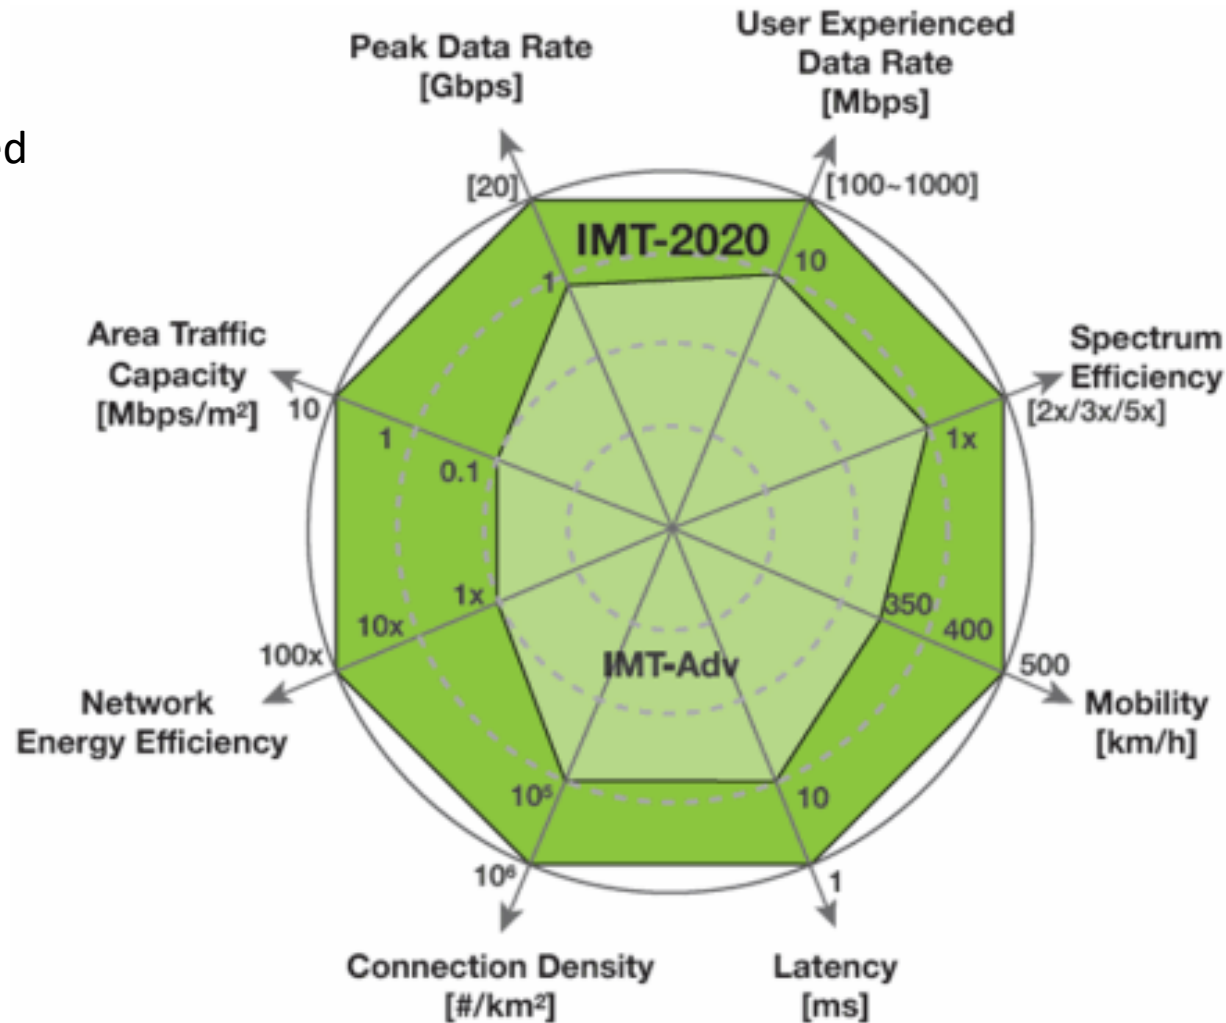 User Experienced
Data Rate
[Mbps]
Peak Data Rate
[Gbps]
ed
[20]
[100~1000]
IMT-2020
10
1
Area Traffic
Capacity
[Mbps/m²]
10
1
0.1
Spectrum
Efficiency
[2x/3x/5x]
1x
1x
10x
100x
Network
Energy Efficiency
350
400
500
Mobility
[km/h]
IMT-Adv
10⁵
10⁶
Connection Density
[#/km²]
10
1
Latency
[ms]